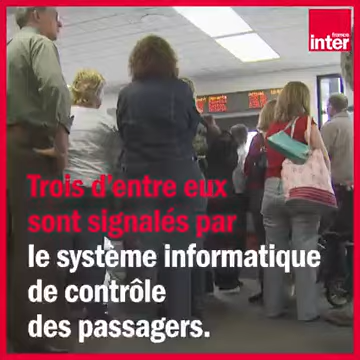 france
inter
Trois d'entre eux
sont signalés par
le système informatique
de contrôle
des passagers.